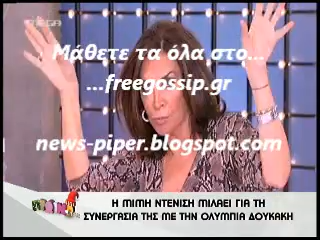 MEGA
Μάθετε τα όλα στο...
...freegossip.gr
news-piper.blogspot.com
Η ΜΙΜΗ ΝΤΕΝΙΣΗ ΜΙΛΑΕΙ ΓΙΑ ΤΗ
ΣΥΝΕΡΓΑΣΙΑ ΤΗΣ ΜΕ ΤΗΝ ΟΛΥΜΠΙΑ ΔΟΥΚΑΚΗ